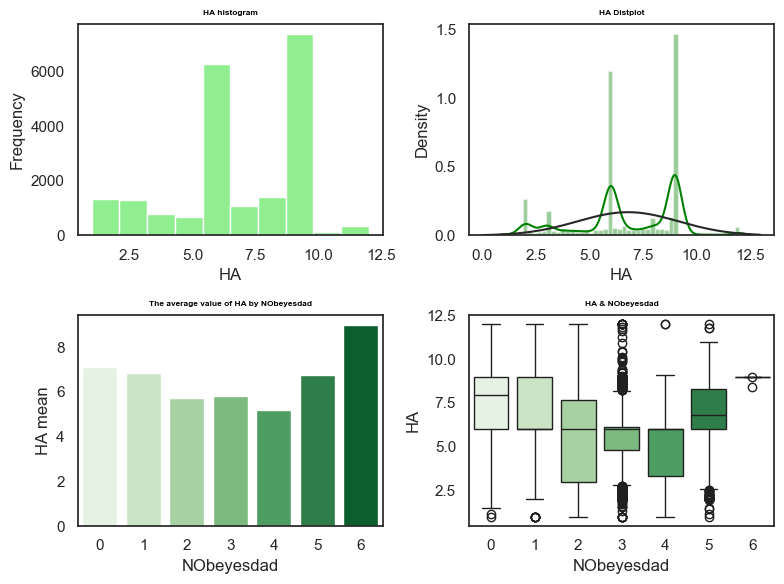 HA histogram
Frequency
6000
4000
2000
0
2.5 5.0 7.5 10.0 12.5
HA
HA Distplot
Density
1.5
1.0
0.5
0.0
0.0 2.5 5.0 7.5 10.0 12.5
HA
The average value of HA by NObeyesdad
HA mean
8
6
4
2
0
0 1 2 3 4 5 6
NObeyesdad
HA & NObeyesdad
HA
12.5
10.0
7.5
5.0
2.5
0 1 2 3 4 5 6
NObeyesdad